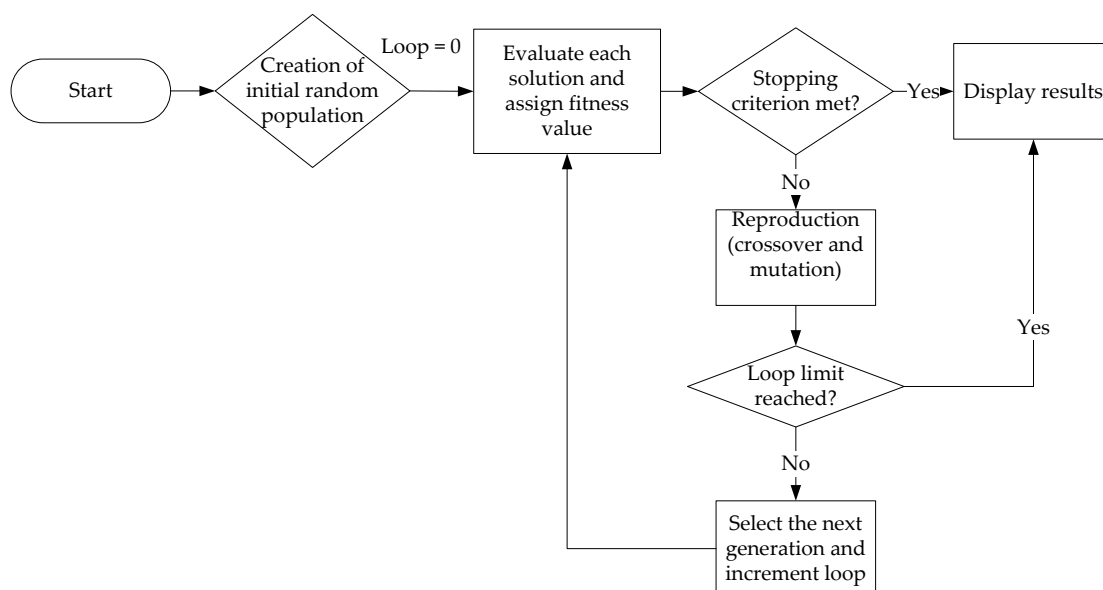 Start
Creation of
initial random
population
Loop = 0
Evaluate each
solution and
assign fitness
value
Stopping
criterion met?
Yes
Display results
No
Reproduction
(crossover and
mutation)
Loop limit
reached?
Yes
No
Select the next
generation and
increment loop